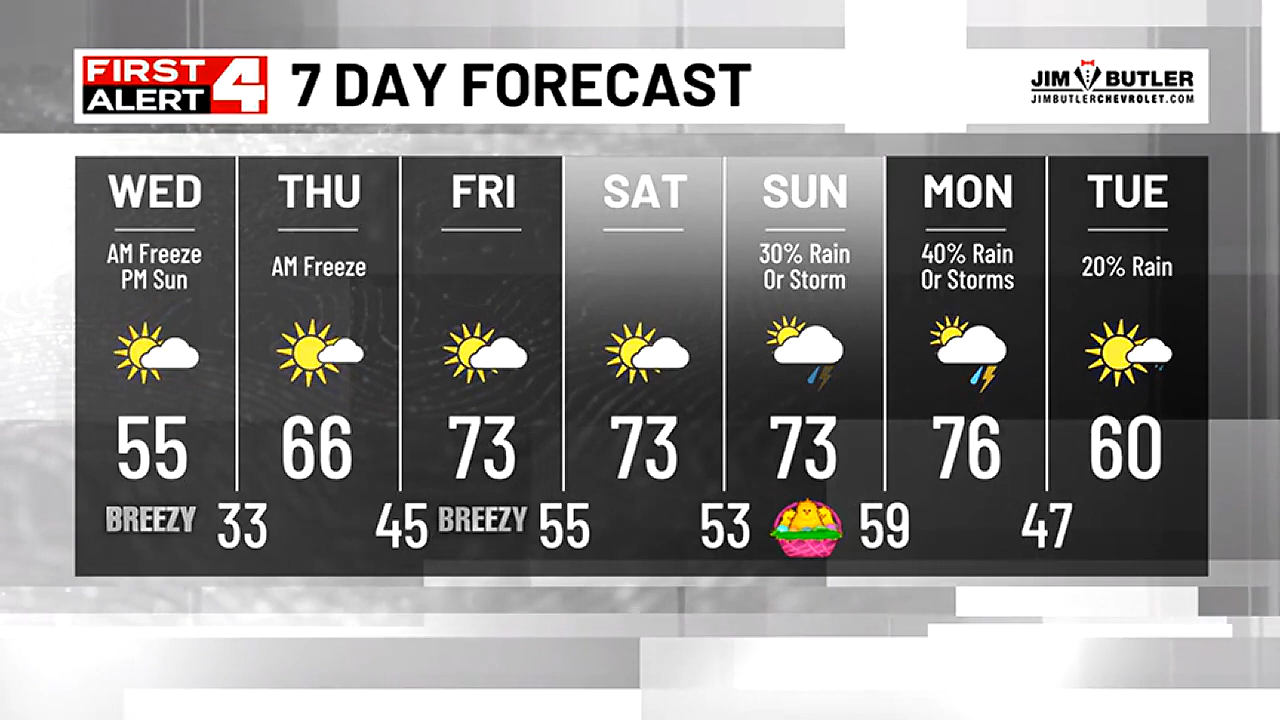 FIRST
ALERT 4
7 DAY FORECAST
JIM BUTLER
JIMBUTLERCHEVROLET.COM
WED
THU
FRI
SAT
SUN
MON
TUE
AM Freeze
PM Sun
AM Freeze
30% Rain
Or Storm
40% Rain
Or Storms
20% Rain
55
66
73
73
73
76
60
BREEZY
33
45
BREEZY
55
53
59
47